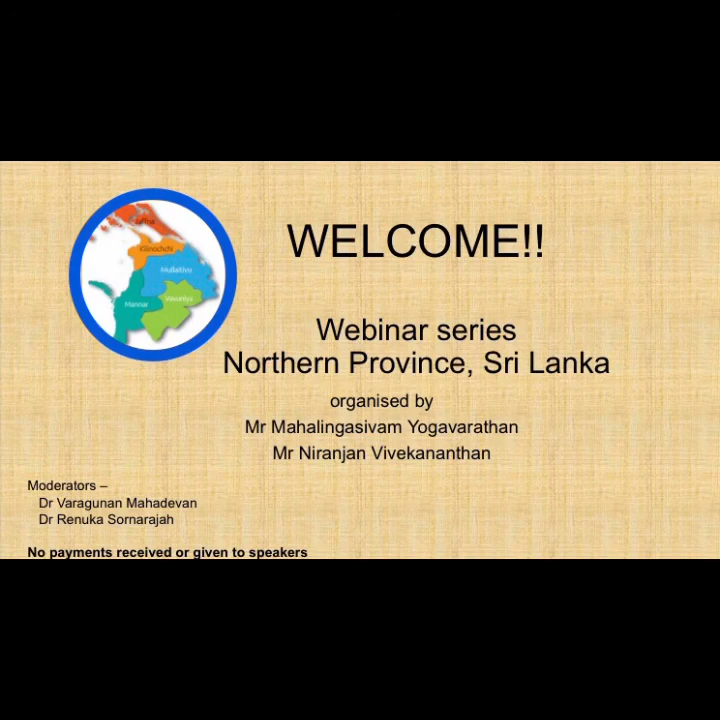 WELCOME!!
Jaffna
Kilinochchi
Mullaitivu
Mannar
Vavuniya
Webinar series
Northern Province, Sri Lanka
organised by
Mr Mahalingasivam Yogavarathan
Mr Niranjan Vivekananthan
Moderators –
Dr Varagunan Mahadevan
Dr Renuka Sornarajah
No payments received or given to speakers